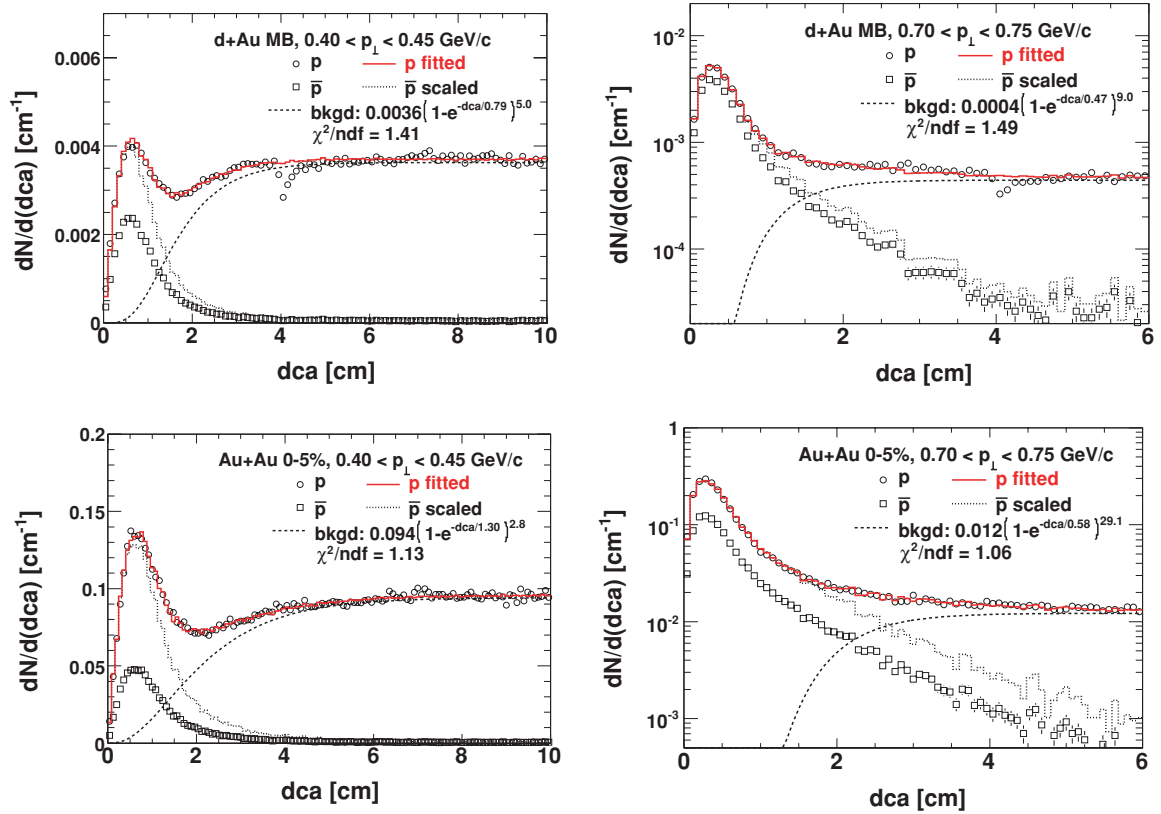 d+Au MB, 0.40 < p⊥ < 0.45 GeV/c
p p fitted
p̅ p̅ scaled
bkgd: 0.0036(1-e^-dca/0.79)^5.0
χ²/ndf = 1.41
0.006
0.004
0.002
0
dN/d(dca) [cm⁻¹]
0 2 4 6 8 10
dca [cm]
d+Au MB, 0.70 < p⊥ < 0.75 GeV/c
p p fitted
p̅ p̅ scaled
bkgd: 0.0004(1-e^-dca/0.47)^9.0
χ²/ndf = 1.49
10⁻²
10⁻³
10⁻⁴
dN/d(dca) [cm⁻¹]
0 2 4 6
dca [cm]
Au+Au 0-5%, 0.40 < p⊥ < 0.45 GeV/c
p p fitted
p̅ p̅ scaled
bkgd: 0.094(1-e^-dca/1.30)^2.8
χ²/ndf = 1.13
0.2
0.15
0.1
0.05
0
dN/d(dca) [cm⁻¹]
0 2 4 6 8 10
dca [cm]
Au+Au 0-5%, 0.70 < p⊥ < 0.75 GeV/c
p p fitted
p̅ p̅ scaled
bkgd: 0.012(1-e^-dca/0.58)^29.1
χ²/ndf = 1.06
1
10⁻¹
10⁻²
10⁻³
dN/d(dca) [cm⁻¹]
0 2 4 6
dca [cm]